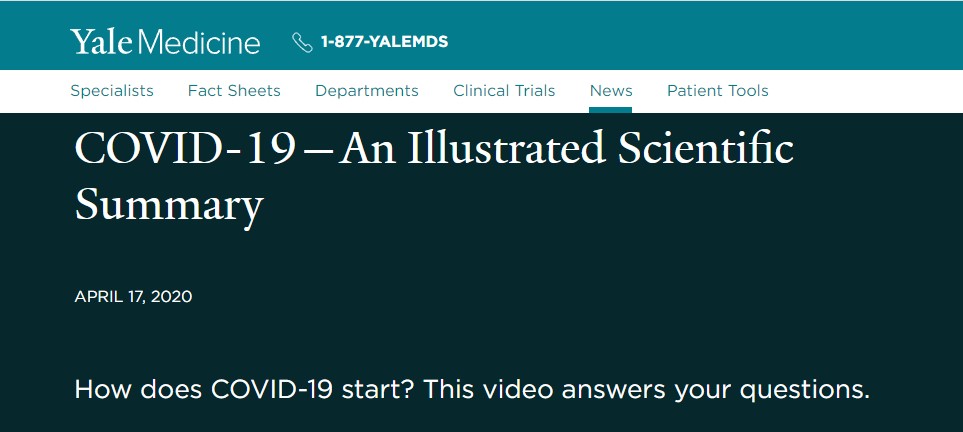 Yale Medicine 1-877-YALEMDS
Specialists Fact Sheets Departments Clinical Trials News Patient Tools
COVID-19—An Illustrated Scientific
Summary
APRIL 17, 2020
How does COVID-19 start? This video answers your questions.